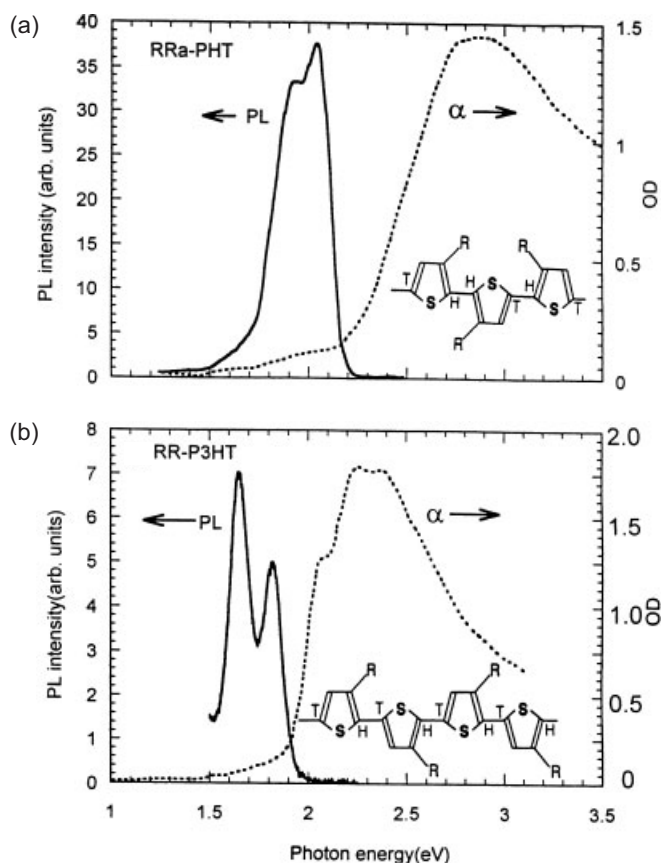 (a)
RRa-PHT
PL
α
PL intensity (arb. units)
40
35
30
25
20
15
10
5
0
1.5
1
0.5
0
OD
R
R
R
S
S
S
T
H
H
T
H
T
(b)
RR-P3HT
PL
α
PL intensity(arb. units)
8
7
6
5
4
3
2
1
0
2.0
1.5
1.0
0.5
0
OD
R
R
R
R
S
S
S
S
T
H
T
H
T
H
T
H
1
1.5
2
2.5
3
3.5
Photon energy(eV)